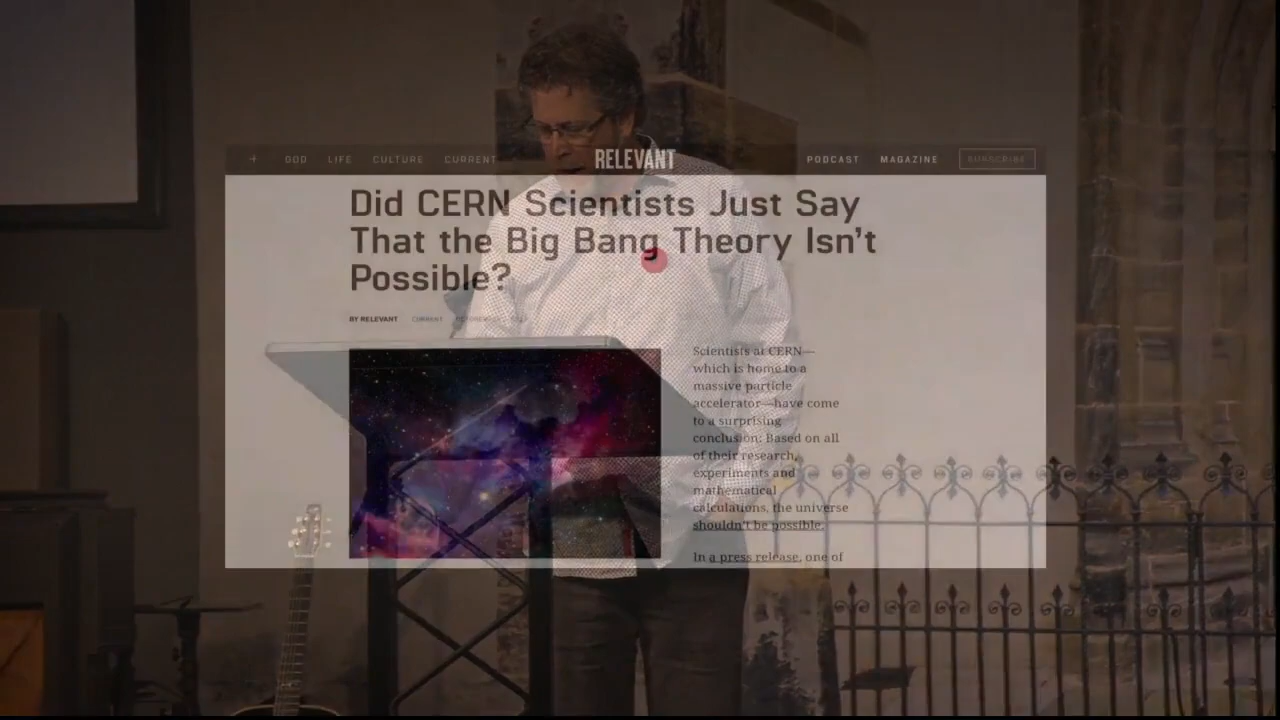 GOD LIFE CULTURE CURRENT RELEVANT PODCAST MAGAZINE SUBSCRIBE
Did CERN Scientists Just Say
That the Big Bang Theory Isn’t
Possible?
BY RELEVANT CURRENT
Scientists at CERN—
which is home to a
massive particle
accelerator—have come
to a surprising
conclusion: Based on all
of their research,
experiments and
mathematical
calculations, the universe
shouldn’t be possible.
In a press release, one of